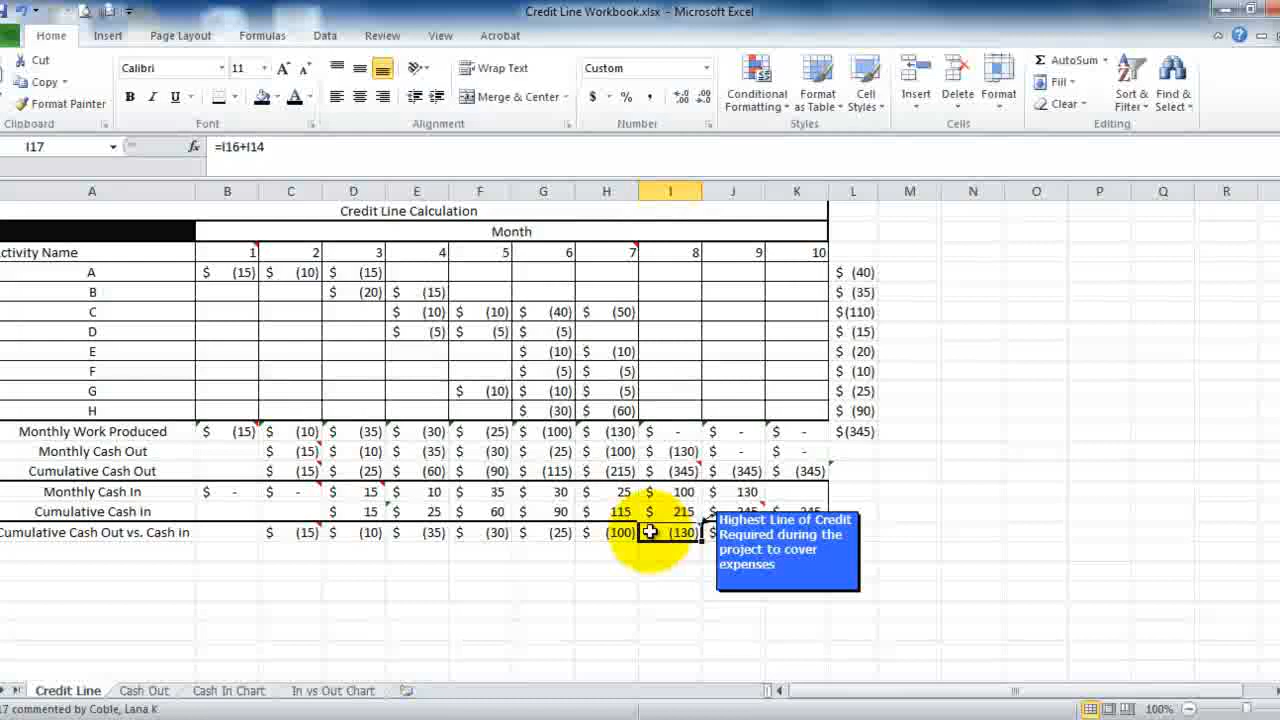 Credit Line Workbook.xlsx - Microsoft Excel
Home Insert Page Layout Formulas Data Review View Acrobat
Cut
Copy
Format Painter
Clipboard
Calibri 11
B I U
Font
Wrap Text
Merge & Center
Alignment
Custom
$ % ,
Number
Conditional Formatting
Format as Table
Cell Styles
Styles
Insert Delete Format
Cells
Σ AutoSum
Fill
Clear
Sort & Filter
Find & Select
Editing
I17 fx =I16+I14
A B C D E F G H I J K L M N O P Q R
Credit Line Calculation
Month
ctivity Name 1 2 3 4 5 6 7 8 9 10
A $ (15) $ (10) $ (15) $ (40)
B $ (20) $ (15) $ (35)
C $ (10) $ (10) $ (40) $ (50) $(110)
D $ (5) $ (5) $ (5) $ (15)
E $ (10) $ (10) $ (20)
F $ (5) $ (5) $ (10)
G $ (10) $ (10) $ (5) $ (25)
H $ (30) $ (60) $ (90)
Monthly Work Produced $ (15) $ (10) $ (35) $ (30) $ (25) $ (100) $ (130) $ - $ - $ - $(345)
Monthly Cash Out $ (15) $ (10) $ (35) $ (30) $ (25) $ (100) $ (130) $ - $ -
Cumulative Cash Out $ (15) $ (25) $ (60) $ (90) $ (115) $ (215) $ (345) $ (345) $ (345)
Monthly Cash In $ - $ - $ 15 $ 10 $ 35 $ 30 $ 25 $ 100 $ 130
Cumulative Cash in $ 15 $ 25 $ 60 $ 90 $ 115 $ 215
Cumulative Cash Out vs. Cash in $ (15) $ (10) $ (35) $ (30) $ (25) $ (100) (130) $
Highest Line of Credit
Required during the
project to cover
expenses
Credit Line Cash Out Cash In Chart In vs Out Chart
17 commented by Coble, Lana K 100%